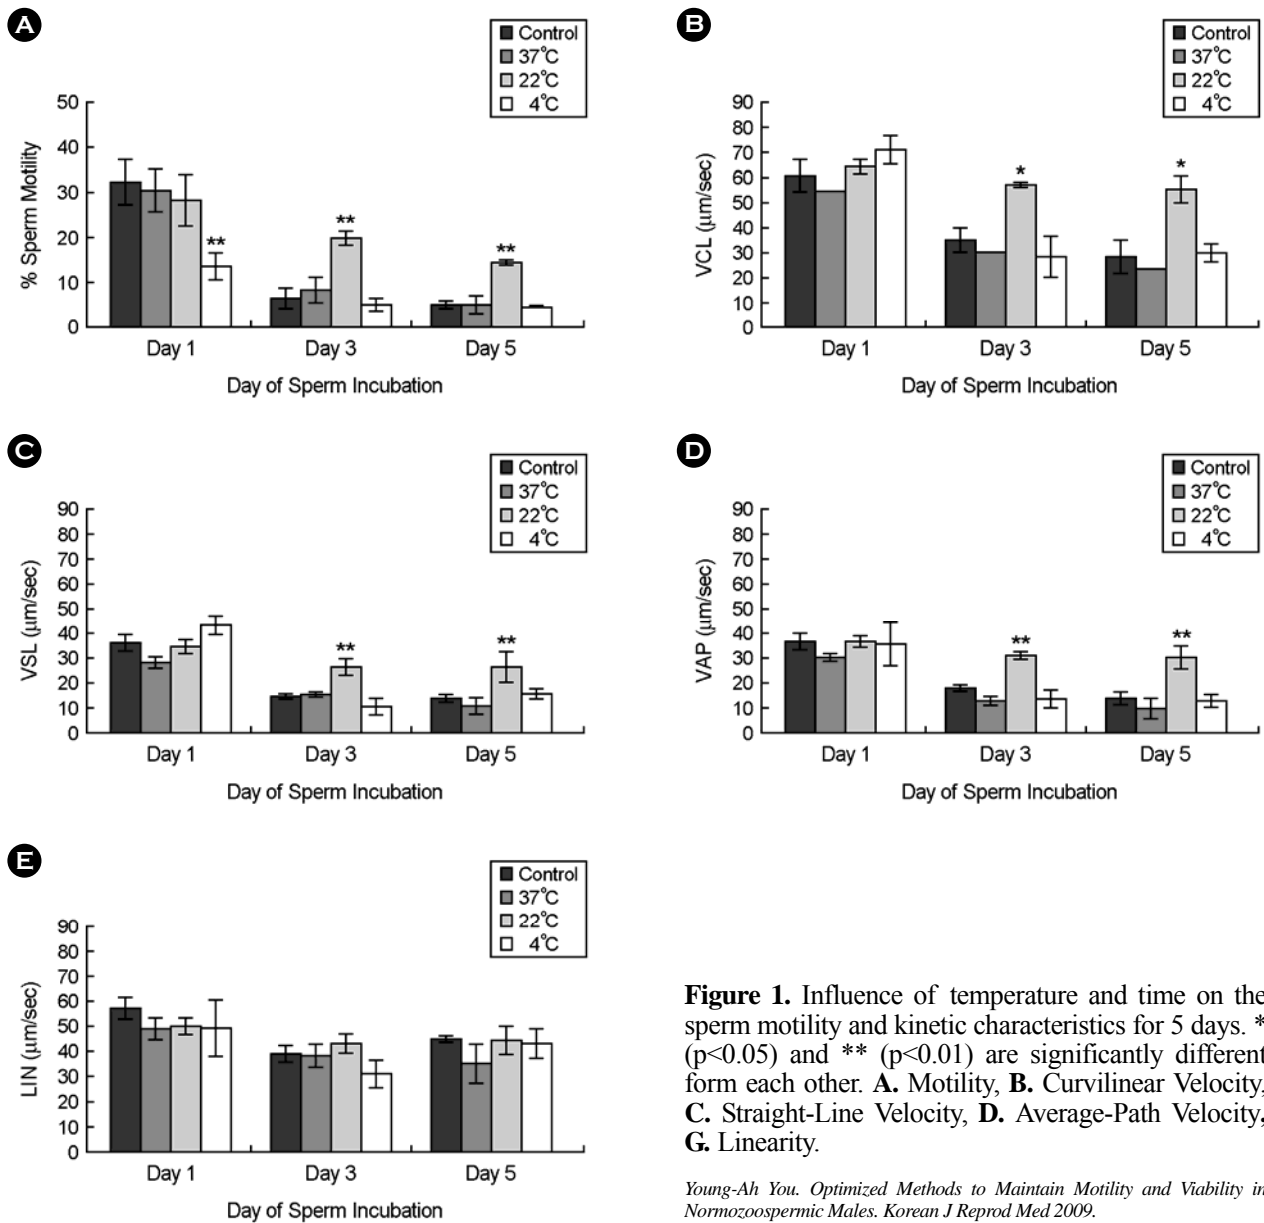 A
Control
37°C
22°C
4°C
% Sperm Motility
50
40
30
20
10
0
**
**
**
Day 1 Day 3 Day 5
Day of Sperm Incubation
B
Control
37°C
22°C
4°C
VCL (μm/sec)
90
80
70
60
50
40
30
20
10
0
*
*
Day 1 Day 3 Day 5
Day of Sperm Incubation
C
Control
37°C
22°C
4°C
VSL (μm/sec)
90
80
70
60
50
40
30
20
10
0
**
**
Day 1 Day 3 Day 5
Day of Sperm Incubation
D
Control
37°C
22°C
4°C
VAP (μm/sec)
90
80
70
60
50
40
30
20
10
0
**
**
Day 1 Day 3 Day 5
Day of Sperm Incubation
E
Control
37°C
22°C
4°C
LIN (μm/sec)
90
80
70
60
50
40
30
20
10
0
Day 1 Day 3 Day 5
Day of Sperm Incubation
Figure 1. Influence of temperature and time on the
sperm motility and kinetic characteristics for 5 days. *
(p<0.05) and ** (p<0.01) are significantly different
form each other. A. Motility, B. Curvilinear Velocity,
C. Straight-Line Velocity, D. Average-Path Velocity,
G. Linearity.
Young-Ah You. Optimized Methods to Maintain Motility and Viability in
Normozoospermic Males. Korean J Reprod Med 2009.